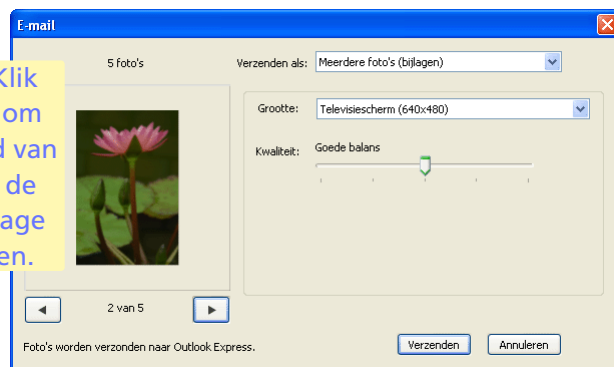 E-mail
5 foto's
Verzenden als: Meerdere foto's (bijlagen)
Klik
om
van
de
en.
Grootte: Televisiescherm (640x480)
Kwaliteit: Goede balans
2 van 5
Foto's worden verzonden naar Outlook Express.
Verzenden Annuleren